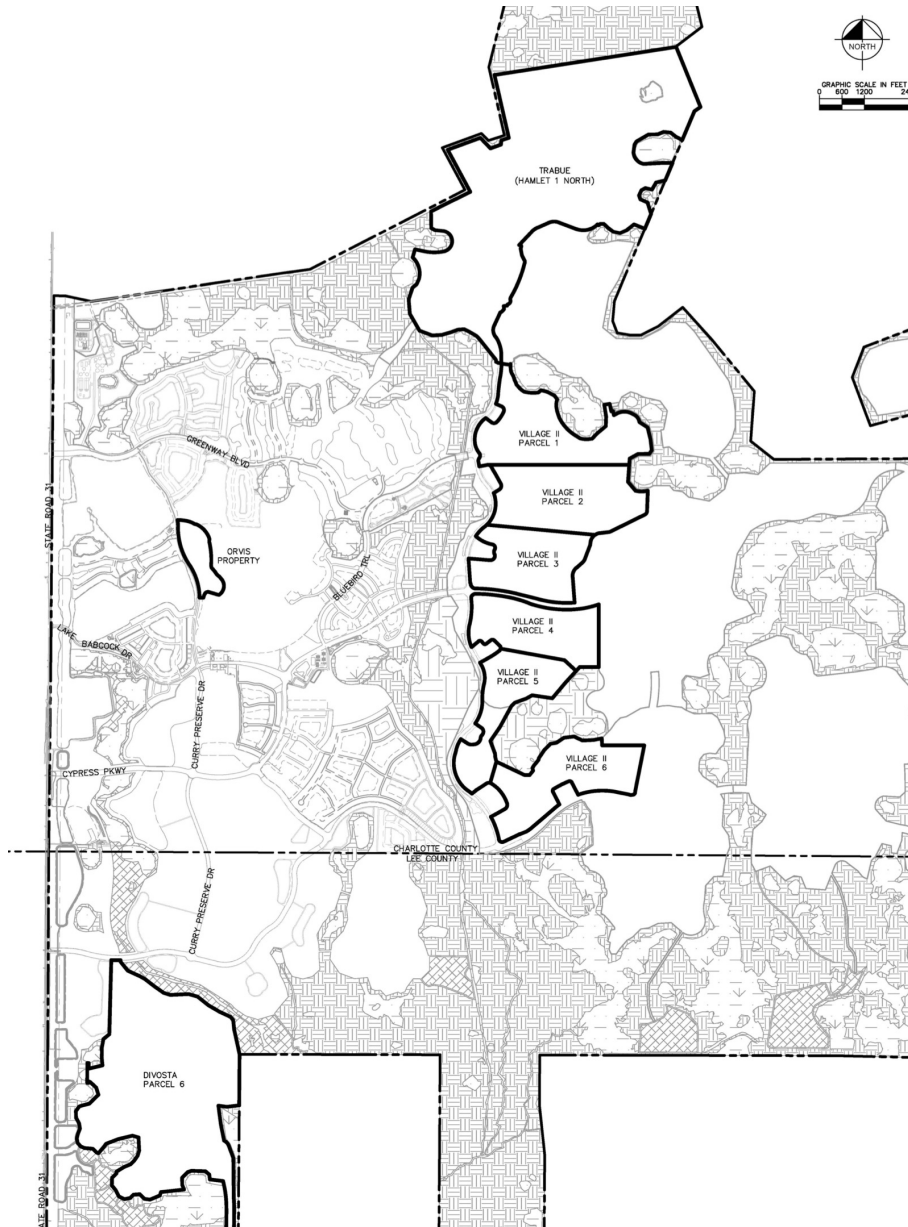 NORTH
GRAPHIC SCALE IN FEET
0 600 1200
TRABUE
(HAMLET 1 NORTH)
VILLAGE II
PARCEL 1
GREENWAY BLVD
VILLAGE II
PARCEL 2
STATE ROAD 31
ORVIS
PROPERTY
VILLAGE II
PARCEL 3
BLUEBIRD TRL
VILLAGE II
PARCEL 4
LAKE BABCOCK DR
VILLAGE II
PARCEL 5
CURRY PRESERVE DR
VILLAGE II
PARCEL 6
CYPRESS PKWY
CHARLOTTE COUNTY
LEE COUNTY
CURRY PRESERVE DR
DIVOSTA
PARCEL 6
ROAD 31